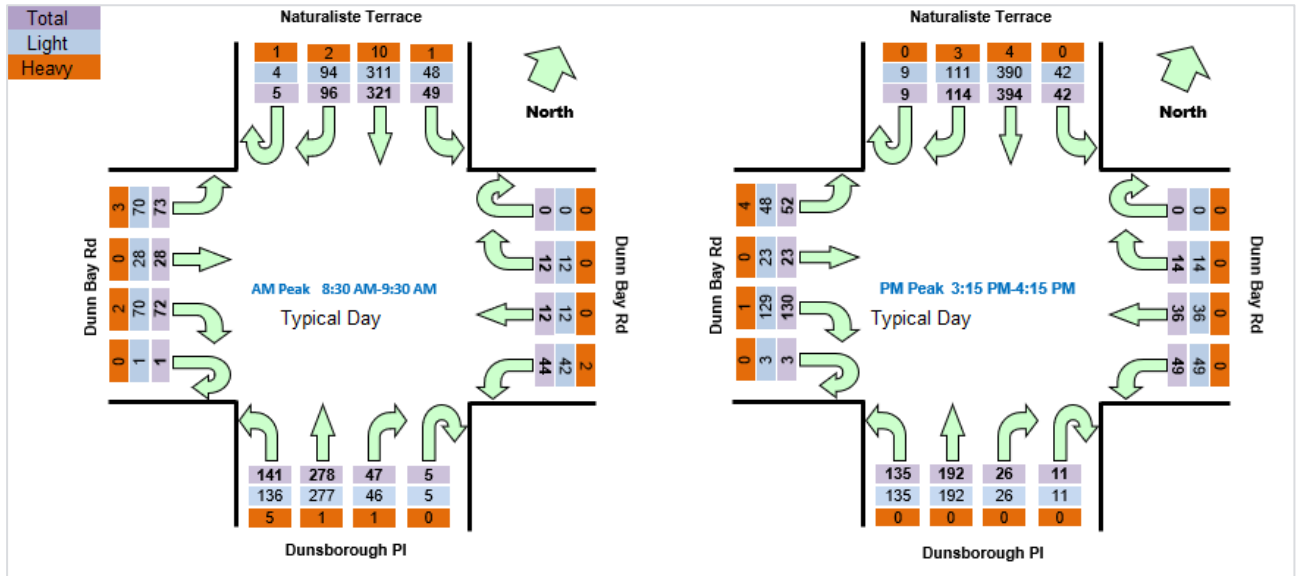 Total
Light
Heavy
Naturaliste Terrace
1 2 10 1
4 94 311 48
5 96 321 49
North
Dunn Bay Rd
3 70 73
0 28 28
2 70 72
0 1 1
AM Peak 8:30 AM-9:30 AM
Typical Day
0 0 0
12 12 0
12 12 0
44 42 2
Dunn Bay Rd
141 278 47 5
136 277 46 5
5 1 1 0
Dunsborough Pl
Naturaliste Terrace
0 3 4 0
9 111 390 42
9 114 394 42
North
Dunn Bay Rd
4 48 52
0 23 23
1 129 130
0 3 3
PM Peak 3:15 PM-4:15 PM
Typical Day
0 0 0
14 14 0
36 36 0
49 49 0
Dunn Bay Rd
135 192 26 11
135 192 26 11
0 0 0 0
Dunsborough Pl